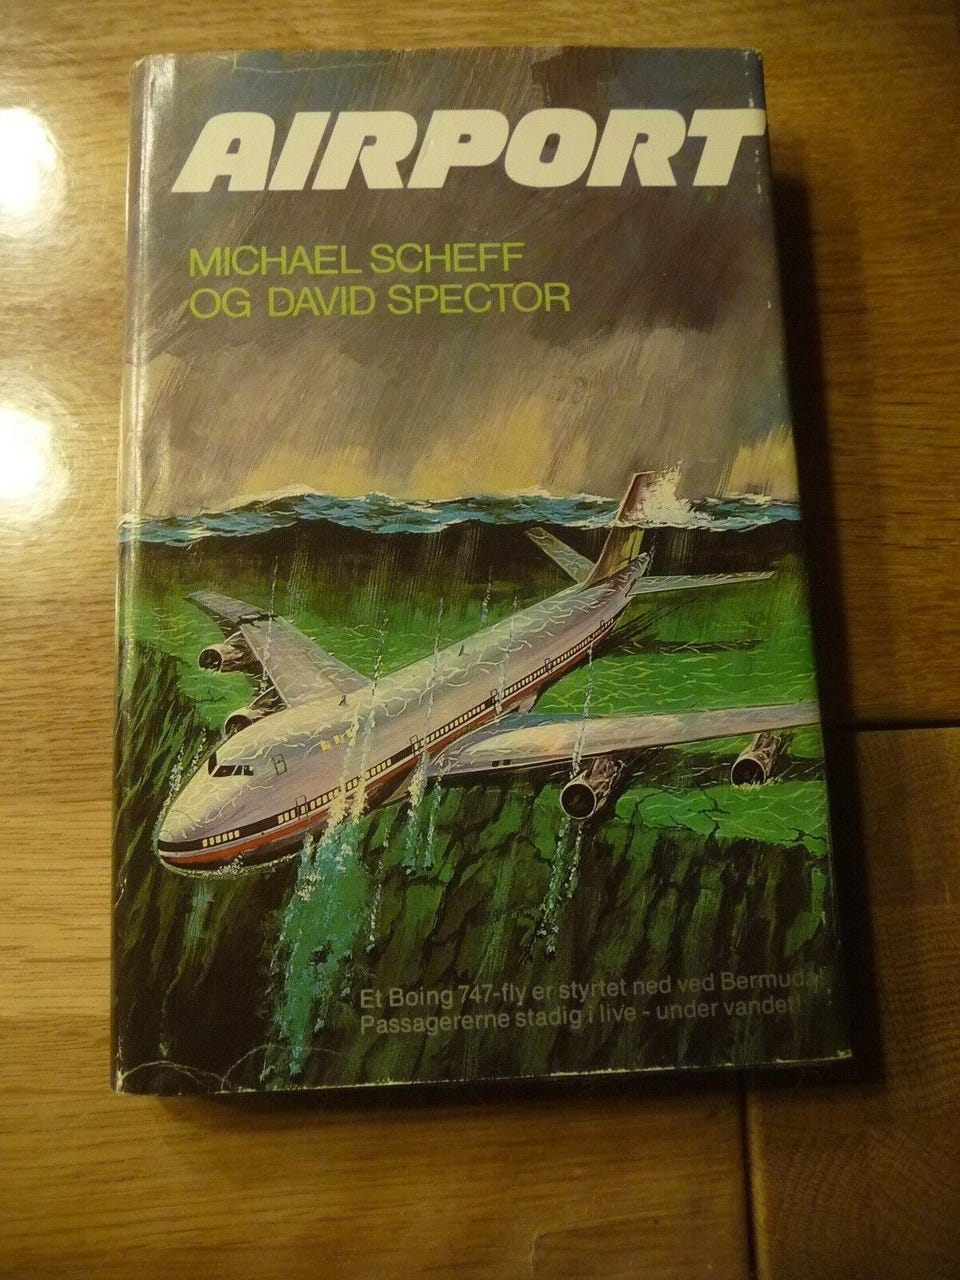 AIRPORT
MICHAEL SCHEFF
OG DAVID SPECTOR
Et Boing 747-fly er styrtet ned ved Bermuda.
Passagererne stadig i live - under vandet!